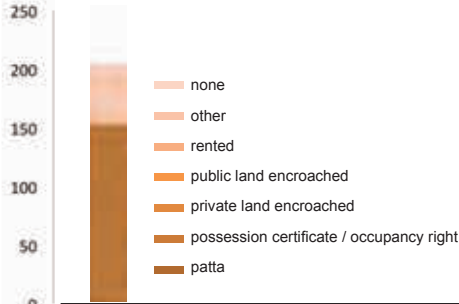 250
200
150
100
50
0
none
other
rented
public land encroached
private land encroached
possession certificate / occupancy right
patta